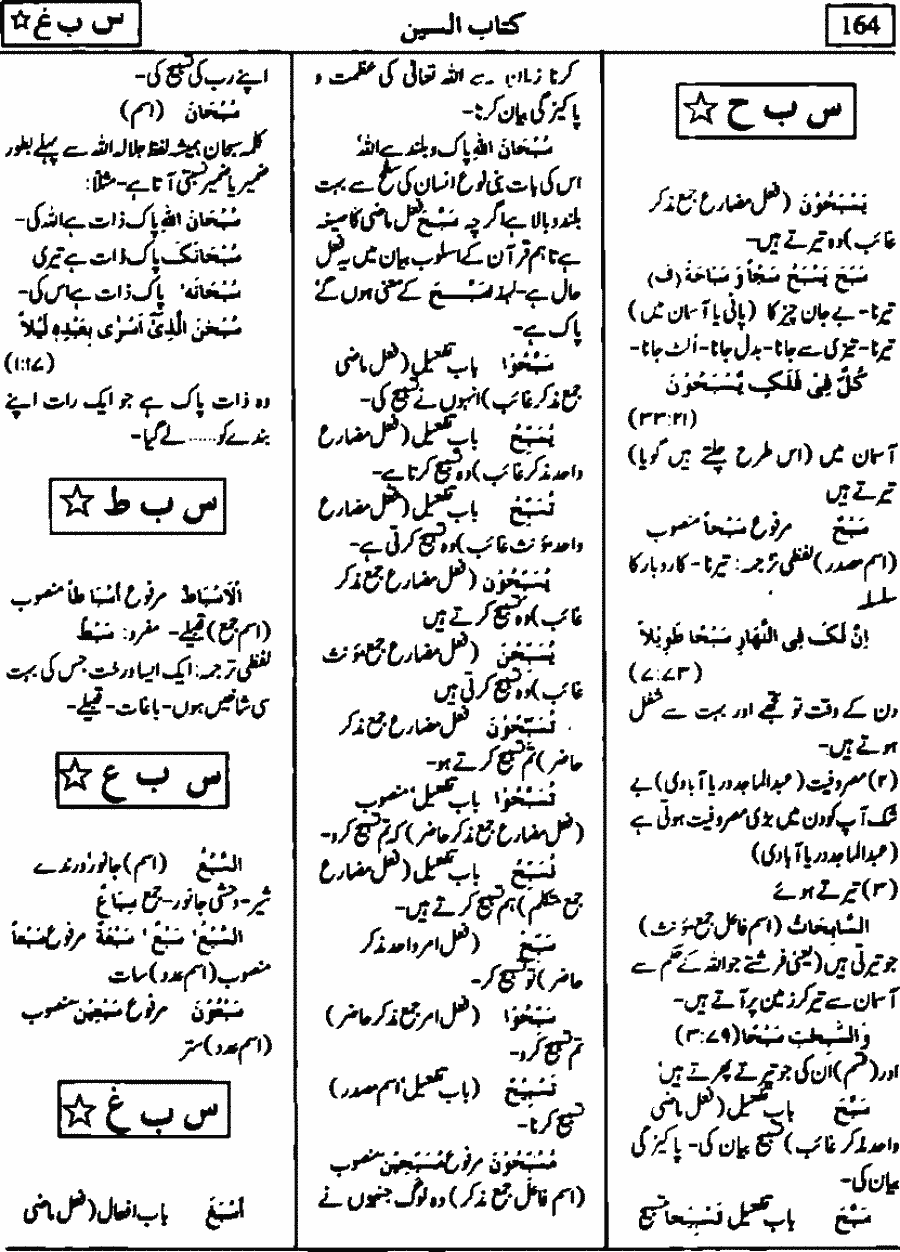 164
کتاب السین
س ب غ ☆
س ب ح ☆
یَسْبَحُوْنَ (فعل مضارع جمع مذکر
غائب) وہ تیرتے ہیں-
سَبَحَ یَسْبَحُ سَبْحًا وَ سَبَاحَةً (ف)
تیرنا- بے جان چیز کا (پانی یا آسمان میں)
تیرنا- تیزی سے جانا- بدل جانا- اُلٹ جانا-
کُلٌّ فِیْ فَلَکٍ یَّسْبَحُوْنَ
(۳۳:۲۱)
آسمان میں (اس طرح چلتے ہیں گویا)
تیرتے ہیں
سَبْحٌ مرفوع سَبْحاً منصوب
(اسم مصدر) لفظی ترجمہ: تیرنا- کاروبار کا
سلسلہ
اِنَّ لَکَ فِی النَّهَارِ سَبْحًا طَوِیْلاً
(۷:۷۳)
دن کے وقت تو تجھے اور بہت سے شغل
ہوتے ہیں-
(۲) مصروفیت (عبدالماجد دریا آبادی) بے
شک آپ کو دن میں بڑی مصروفیت ہوتی ہے
(عبدالماجد دریا آبادی)
(۳) تیرتے ہوئے
السَّابِحَاتُ (اسم فاعل جمع مؤنث)
جو تیرتی ہیں (یعنی فرشتے جو اللہ کے حکم سے
آسمان سے تیر کر زمین پر آتے ہیں-
وَالسّٰبِحٰتِ سَبْحًا (۳:۷۹)
اور (قسم) ان کی جو تیرتے پھرتے ہیں'
سَبَّحَ باب تفعیل (فعل ماضی
واحد مذکر غائب) تسبیح بیان کی- پاکیزگی
بیان کی-
سَبَّحَ باب تفعیل تَسْبِیْحاً تسبیح
کرنا زبان سے اللہ تعالی کی عظمت و
پاکیزگی بیان کرنا-
سُبْحَانَ اللهِ پاک و بلند ہے اللہ'
اس کی بات بنی نوع انسان کی سطح سے بہت
بلند و بالا ہے اگر چہ سَبَّحَ فعل ماضی کا صیغہ
ہے تاہم قرآن کے اسلوب بیان میں یہ فعل
حال ہے- لہٰذا سَبَّحَ کے معنی ہوں گے
پاک ہے-
سَبَّحُوْا باب تفعیل (فعل ماضی
جمع مذکر غائب) انہوں نے تسبیح کی-
یُسَبِّحُ باب تفعیل (فعل مضارع
واحد مذکر غائب) وہ تسبیح کرتا ہے-
تُسَبِّحُ باب تفعیل (فعل مضارع
واحد مؤنث غائب) وہ تسبیح کرتی ہے-
یُسَبِّحُوْنَ (فعل مضارع جمع مذکر
غائب) وہ تسبیح کرتے ہیں
یُسَبِّحْنَ (فعل مضارع جمع مؤنث
غائب) وہ تسبیح کرتی ہیں
تُسَبِّحُوْنَ فعل مضارع جمع مذکر
حاضر) تم تسبیح کرتے ہو-
تُسَبِّحُوْا باب تفعیل' منصوب
(فعل مضارع جمع مذکر حاضر) کہ تم تسبیح کرو-
نُسَبِّحُ باب تفعیل (فعل مضارع
جمع متکلم) ہم تسبیح کرتے ہیں-
سَبِّحْ (فعل امر واحد مذکر
حاضر) تو تسبیح کر-
سَبِّحُوْا (فعل امر جمع مذکر حاضر)
تم تسبیح کرو-
تَسْبِیْحٌ (باب تفعیل' اسم مصدر)
تسبیح کرنا-
مُسَبِّحُوْنَ مرفوع مُسَبِّحِیْنَ منصوب
(اسم فاعل جمع مذکر) وہ لوگ جنہوں نے
اپنے رب کی تسبیح کی-
سُبْحَانَ (اسم)
کلمہ سبحان ہمیشہ لفظ جلالہ اللہ سے پہلے بطور
ضمیر یا ضمیر نسبتی آتا ہے- مثلاً:
سُبْحَانَ اللهِ پاک ذات ہے اللہ کی-
سُبْحَانَکَ پاک ذات ہے تیری
سُبْحَانَهُ' پاک ذات ہے اس کی-
سُبْحٰنَ الَّذِیْٓ اَسْرٰی بِعَبْدِہٖ لَیْلاً
(۱:۱۷)
وہ ذات پاک ہے جو ایک رات اپنے
بندے کو..... لے گیا-
س ب ط ☆
اَلْاَسْبَاطُ مرفوع اَسْبَاطاً منصوب
(اسم جمع) قبیلے- مفرد: سَبَطٌ
لفظی ترجمہ: ایک ایسا درخت جس کی بہت
سی شاخیں ہوں- باغات- قبیلے-
س ب ع ☆
السَّبُعُ (اسم) جانور' درندے
شیر- وحشی جانور- جمع سِبَاعٌ
السَّبْعُ' سَبْعٌ' سَبْعَةٌ مرفوع سَبْعاً
منصوب (اسم عدد) سات
سَبْعُوْنَ مرفوع سَبْعِیْنَ منصوب
(اسم عدد) ستر
س ب غ ☆
اَسْبَغَ باب افعال (فعل ماضی